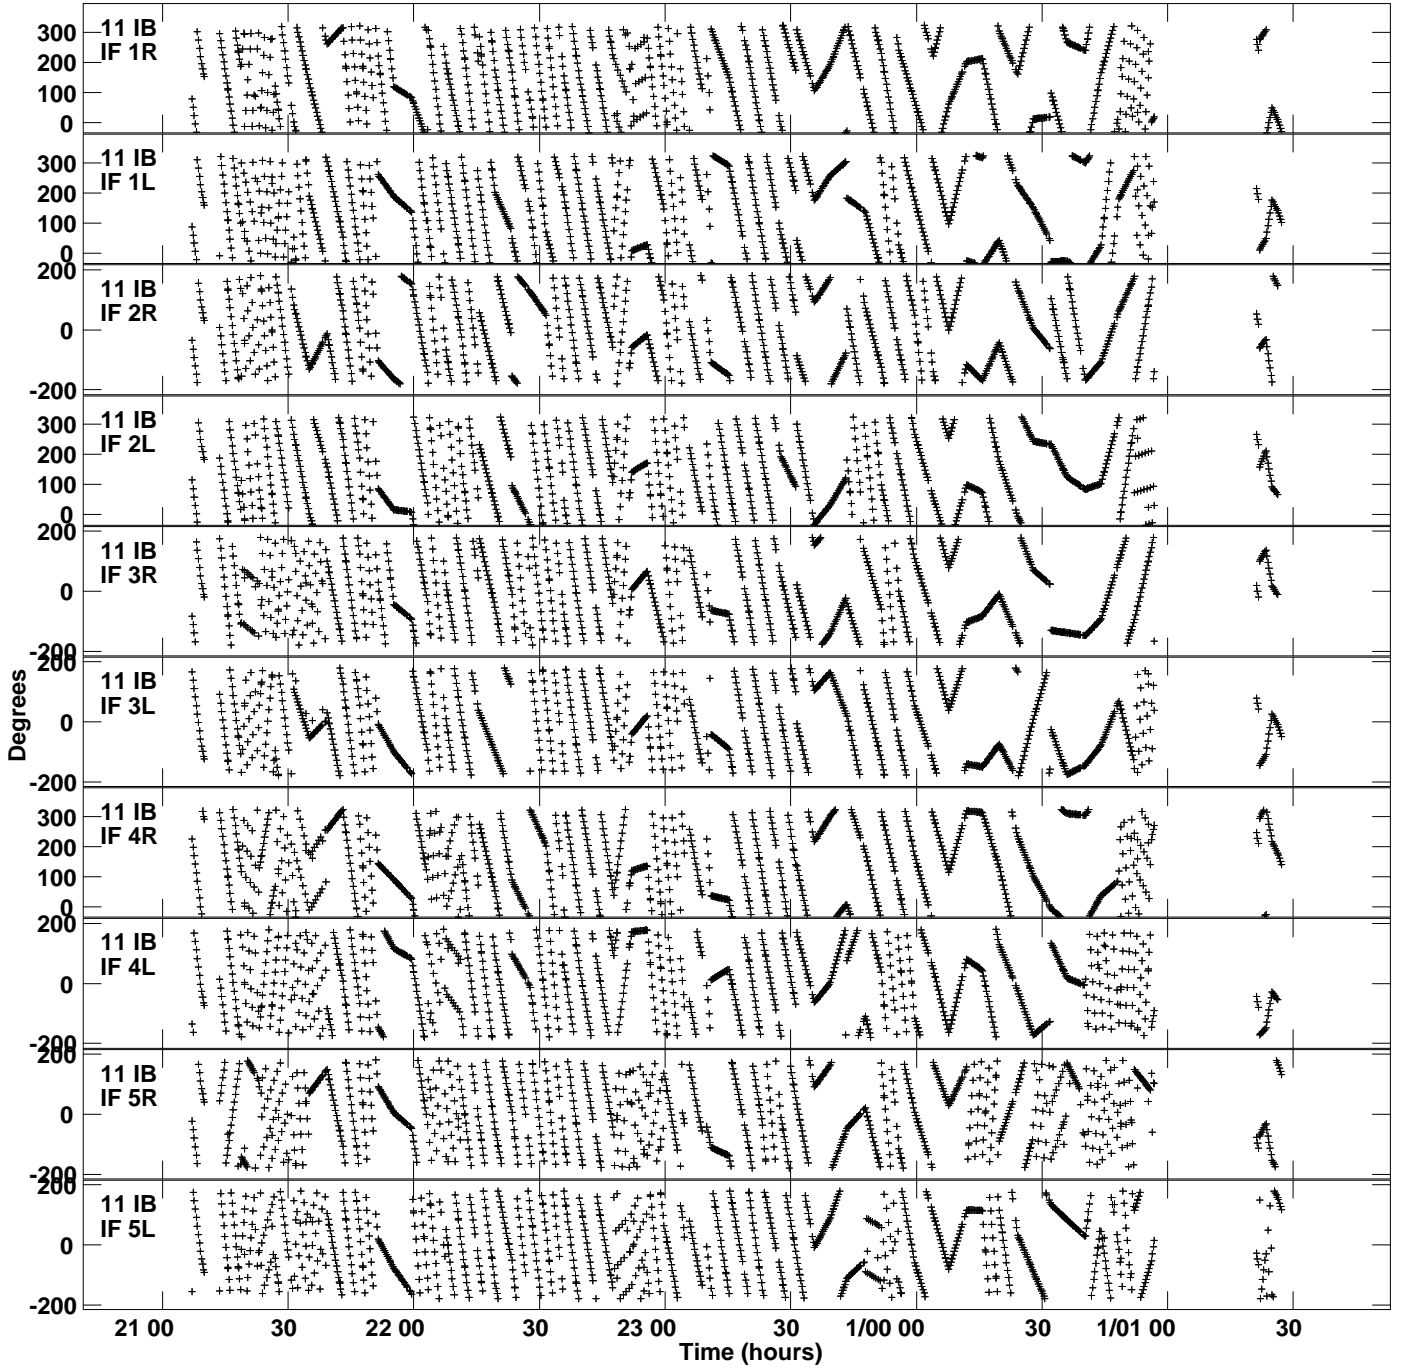 300
200
100
0
11 IB
IF 1R
300
200
100
0
11 IB
IF 1L
200
0
-200
11 IB
IF 2R
300
200
100
0
11 IB
IF 2L
200
0
-200
11 IB
IF 3R
200
0
-200
11 IB
IF 3L
300
200
100
0
11 IB
IF 4R
200
0
-200
11 IB
IF 4L
200
0
-200
11 IB
IF 5R
200
0
-200
11 IB
IF 5L
Degrees
21 00 30 22 00 30 23 00 30 1/00 00 30 1/01 00 30
Time (hours)